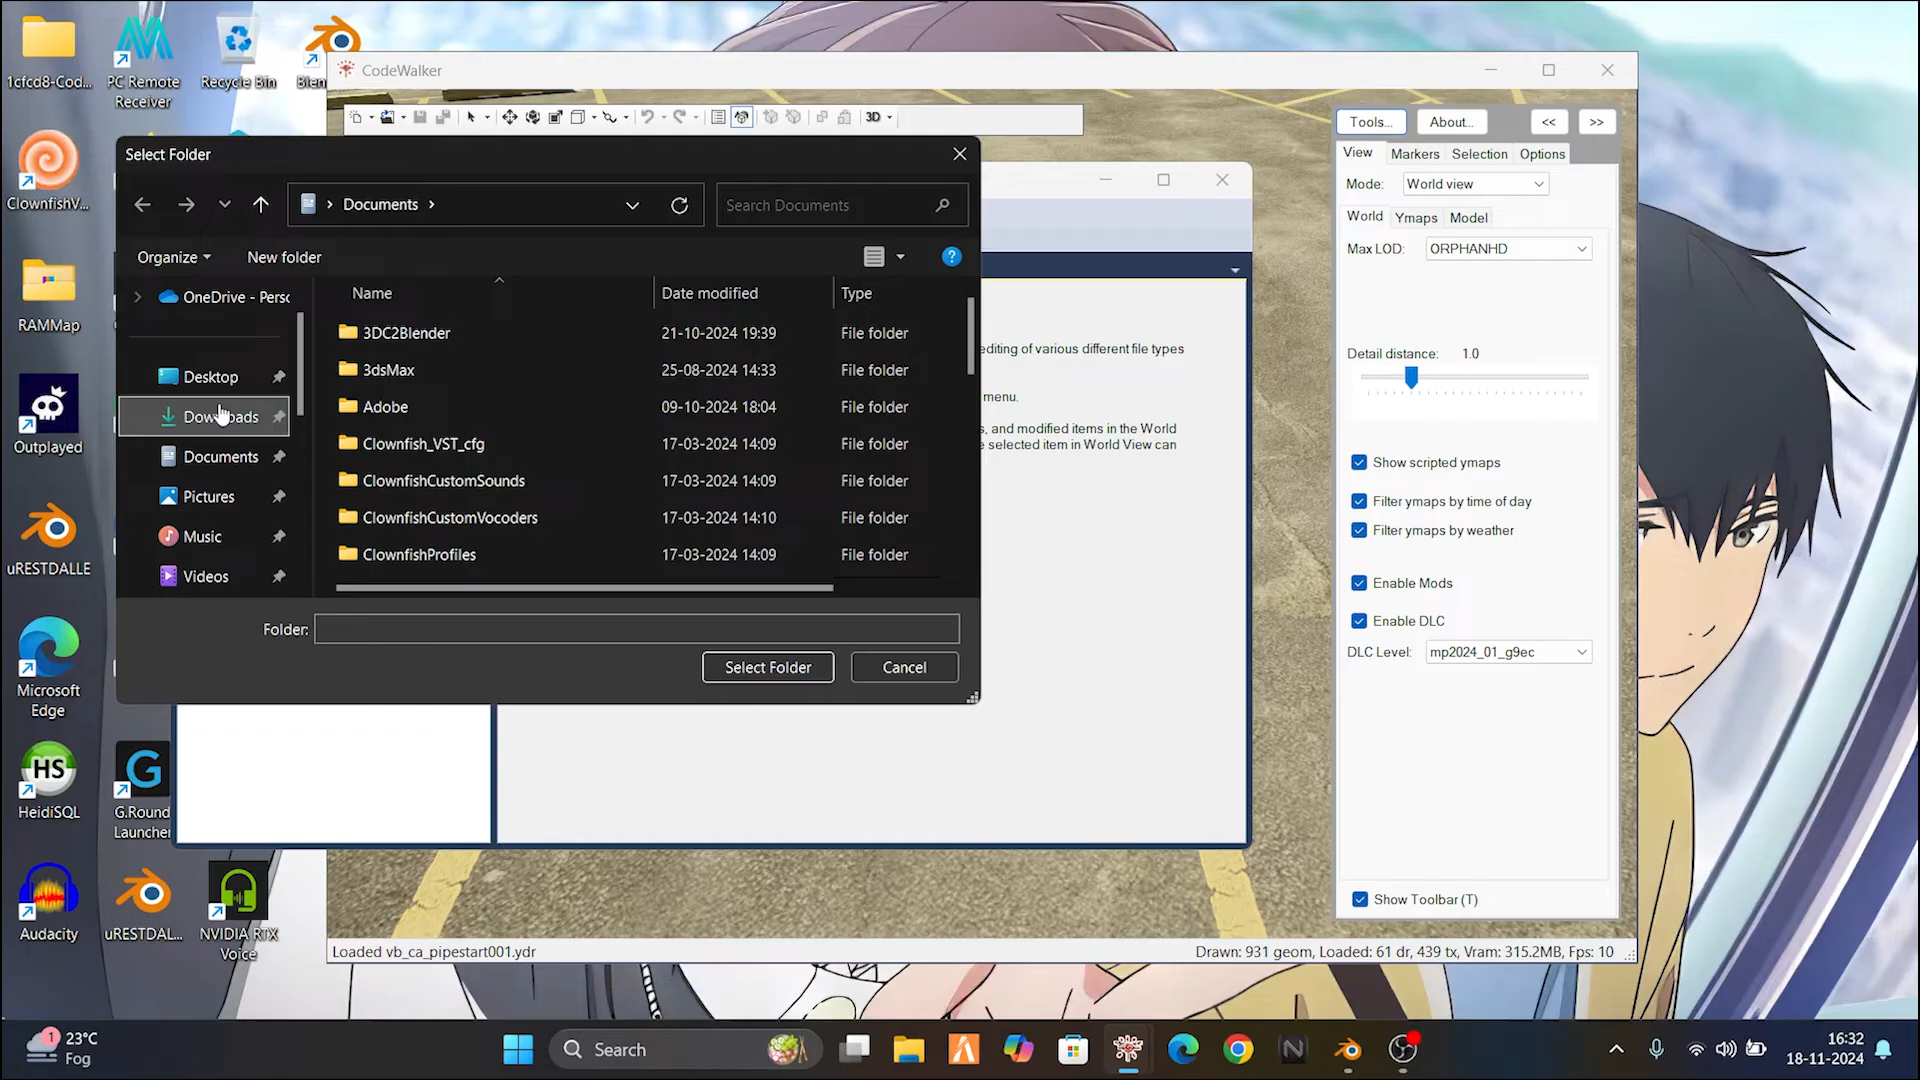 1cfcd8-Cod...
PC Remote
Receiver
Recycle Bin
Blen
ClownfishV...
RAMMap
Outplayed
uRESTDALLE
Microsoft
Edge
HS
HeidiSQL
G.Round
Launcher
Audacity
uRESTDAL...
NVIDIA RTX
Voice
CodeWalker
3D
Tools...
About...
<<
>>
View
Markers
Selection
Options
Mode:
World view
World
Ymaps
Model
Max LOD:
ORPHANHD
Detail distance:
1.0
Show scripted ymaps
Filter ymaps by time of day
Filter ymaps by weather
Enable Mods
Enable DLC
DLC Level:
mp2024_01_g9ec
Show Toolbar (T)
editing of various different file types
menu.
s, and modified items in the World
e selected item in World View can
Select Folder
Documents
Search Documents
Organize
New folder
?
OneDrive - Perso
Desktop
Downloads
Documents
Pictures
Music
Videos
Name
Date modified
Type
3DC2Blender
21-10-2024 19:39
File folder
3dsMax
25-08-2024 14:33
File folder
Adobe
09-10-2024 18:04
File folder
Clownfish_VST_cfg
17-03-2024 14:09
File folder
ClownfishCustomSounds
17-03-2024 14:09
File folder
ClownfishCustomVocoders
17-03-2024 14:10
File folder
ClownfishProfiles
17-03-2024 14:09
File folder
Folder:
Select Folder
Cancel
Loaded vb_ca_pipestart001.ydr
Drawn: 931 geom, Loaded: 61 dr, 439 tx, Vram: 315.2MB, Fps: 10
1
23°C
Fog
Search
16:32
18-11-2024